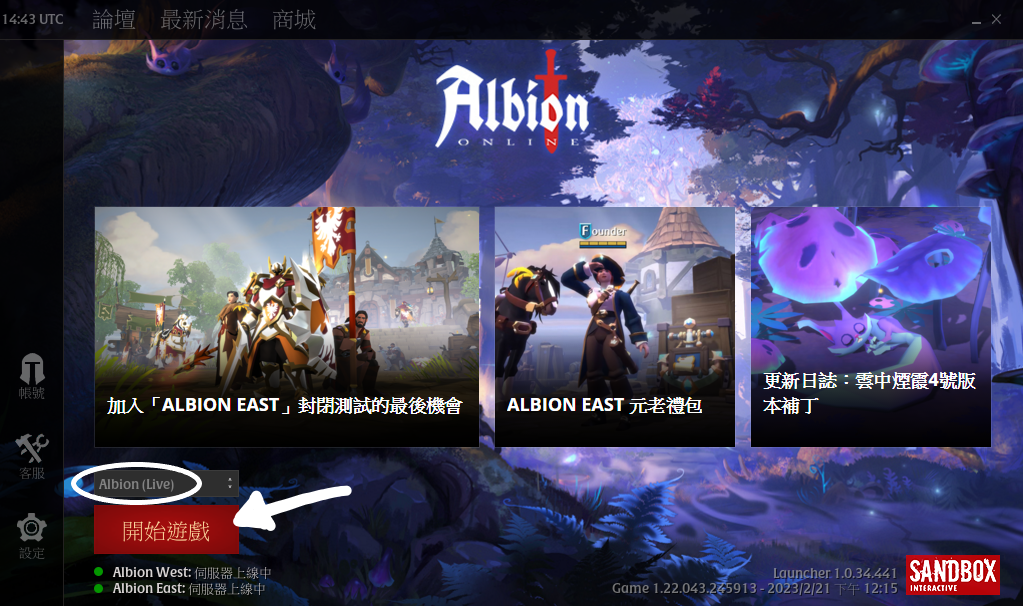 14:43 UTC 論壇 最新消息 商城
Albion
ONLINE
Founder
加入「ALBION EAST」封閉測試的最後機會
ALBION EAST 元老禮包
更新日誌：雲中煙霞4號版
本補丁
帳號
客服
設定
Albion (Live)
開始遊戲
Albion West: 伺服器上線中
Albion East: 伺服器上線中
Launcher 1.0.34.441
Game 1.22.043.245913 - 2023/2/21 下午 12:15
SANDBOX
INTERACTIVE